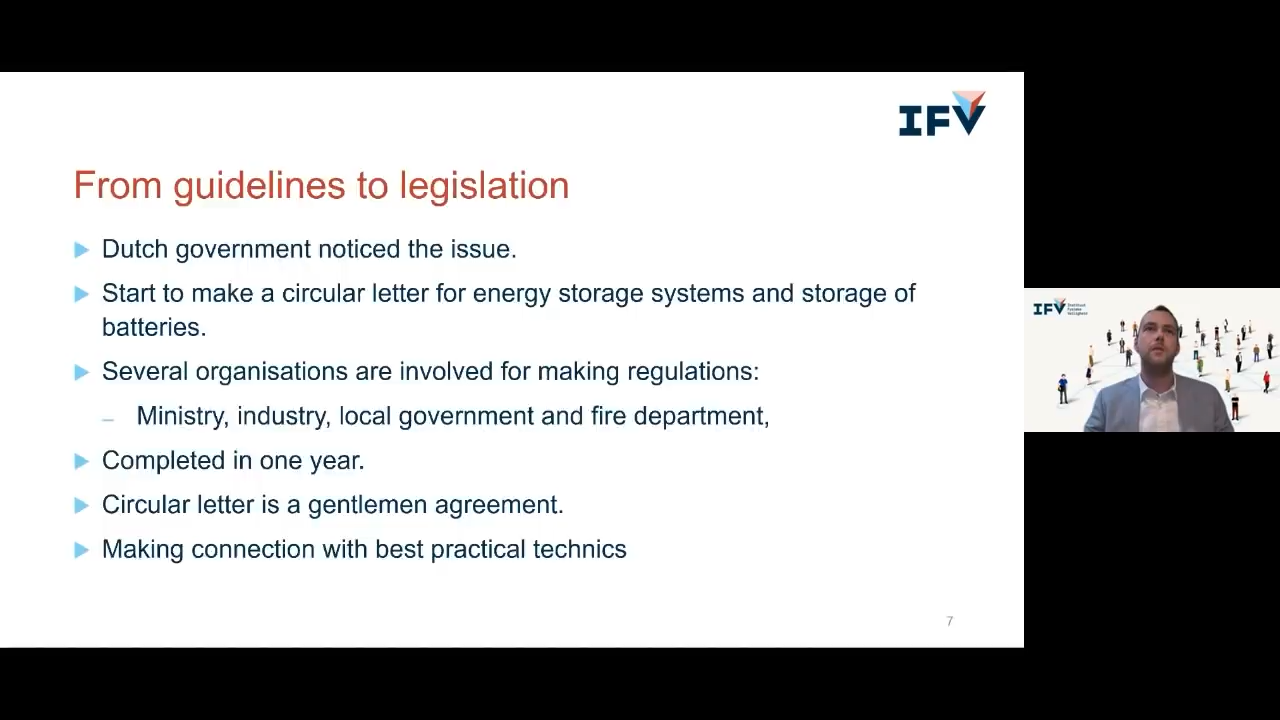 IFV
From guidelines to legislation
Dutch government noticed the issue.
Start to make a circular letter for energy storage systems and storage of
batteries.
Several organisations are involved for making regulations:
– Ministry, industry, local government and fire department,
Completed in one year.
Circular letter is a gentlemen agreement.
Making connection with best practical technics
7
IFV